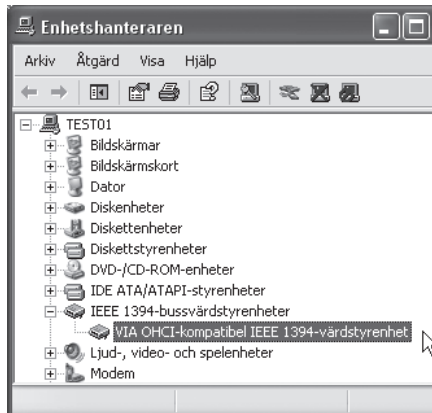 Enhetshanteraren
Arkiv Åtgärd Visa Hjälp
TEST01
Bildskärmar
Bildskärmskort
Dator
Diskenheter
Diskettenheter
Diskettstyrenheter
DVD-/CD-ROM-enheter
IDE ATA/ATAPI-styrenheter
IEEE 1394-bussvärdstyrenheter
VIA OHCI-kompatibel IEEE 1394-värdstyrenhet
Ljud-, video- och spelenheter
Modem